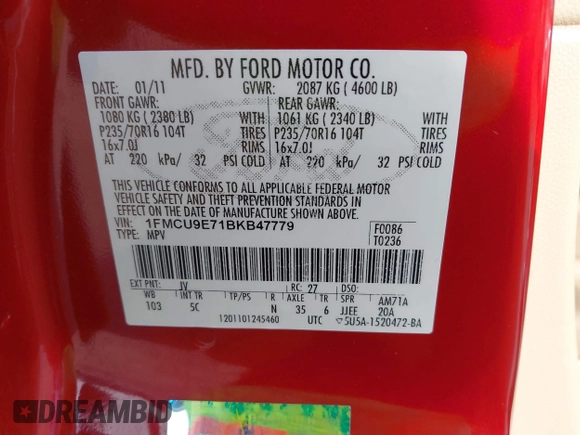 MFD. BY FORD MOTOR CO.
DATE: 01/11 GVWR: 2087 KG ( 4600 LB)
FRONT GAWR: REAR GAWR:
1080 KG ( 2380 LB) WITH 1061 KG ( 2340 LB) WITH
P235/70R16 104T TIRES P235/70R16 104T TIRES
16x7.0J RIMS 16x7.0J RIMS
AT 220 kPa/ 32 PSI COLD AT 220 kPa/ 32 PSI COLD
THIS VEHICLE CONFORMS TO ALL APPLICABLE FEDERAL MOTOR
VEHICLE SAFETY AND THEFT PREVENTION STANDARDS IN
EFFECT ON THE DATE OF MANUFACTURE SHOWN ABOVE.
VIN: 1FMCU9E71BKB47779 F0086
TYPE: MPV T0236
EXT PNT: JV RC: 27 DSO:
WB INT TR TP/PS R AXLE TR SPR AM71A
103 5C N 35 6 JJEE 20A
1201101245460 UTC ▽5U5A-1520472-BA
DREAMBID